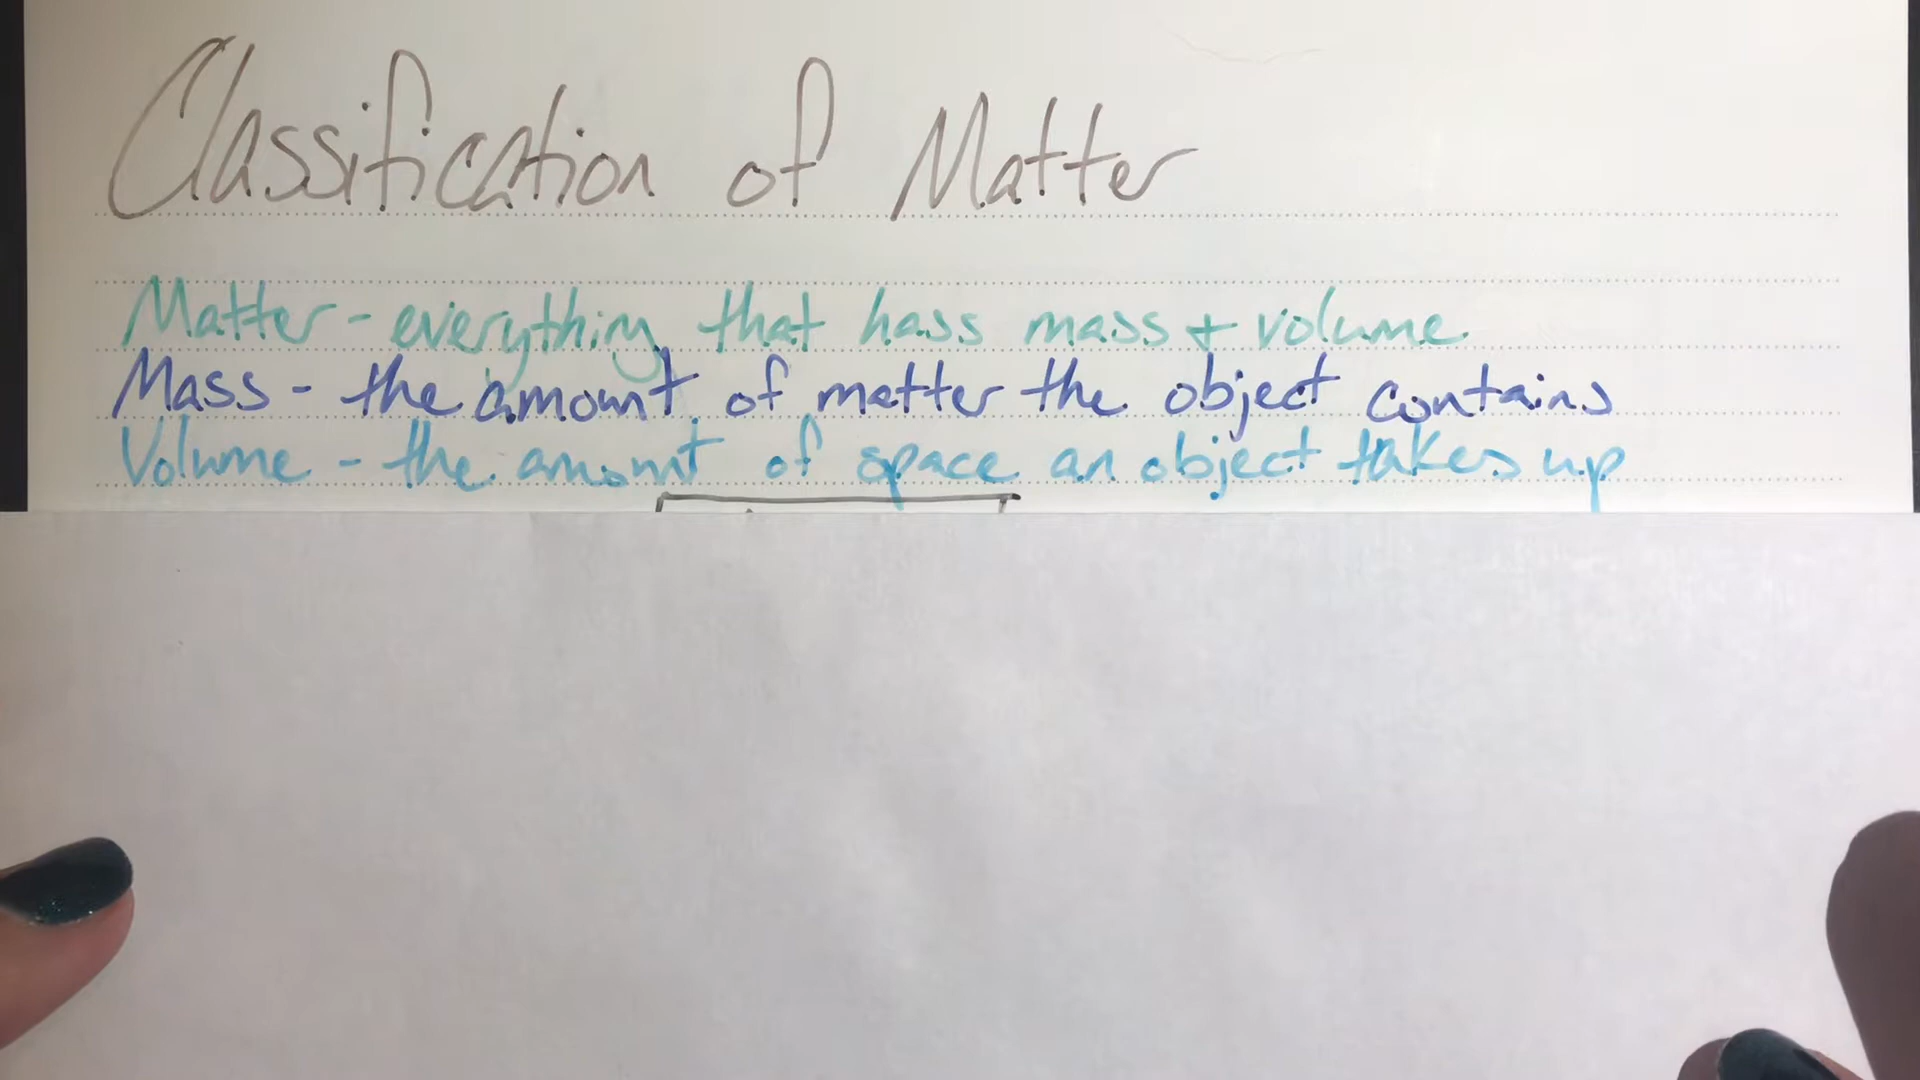 Classification of Matter
Matter - everything that hass mass + volume
Mass - the amount of matter the object contains
Volume - the amount of space an object takes up